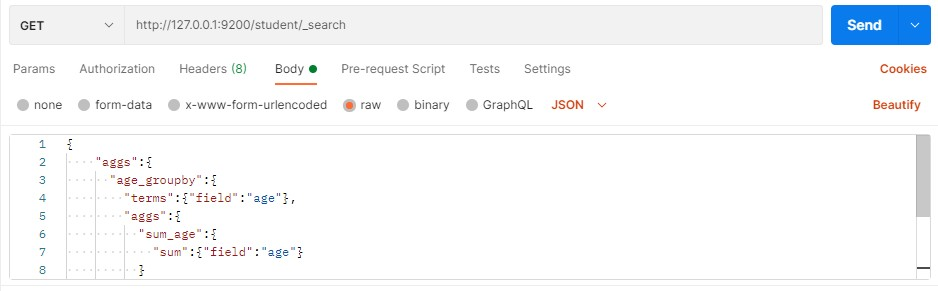 GET http://127.0.0.1:9200/student/_search Send
Params Authorization Headers (8) Body Pre-request Script Tests Settings Cookies
none form-data x-www-form-urlencoded raw binary GraphQL JSON Beautify
1 {
2 "aggs":{
3 "age_groupby":{
4 "terms":{"field":"age"},
5 "aggs":{
6 "sum_age":{
7 "sum":{"field":"age"}
8 }